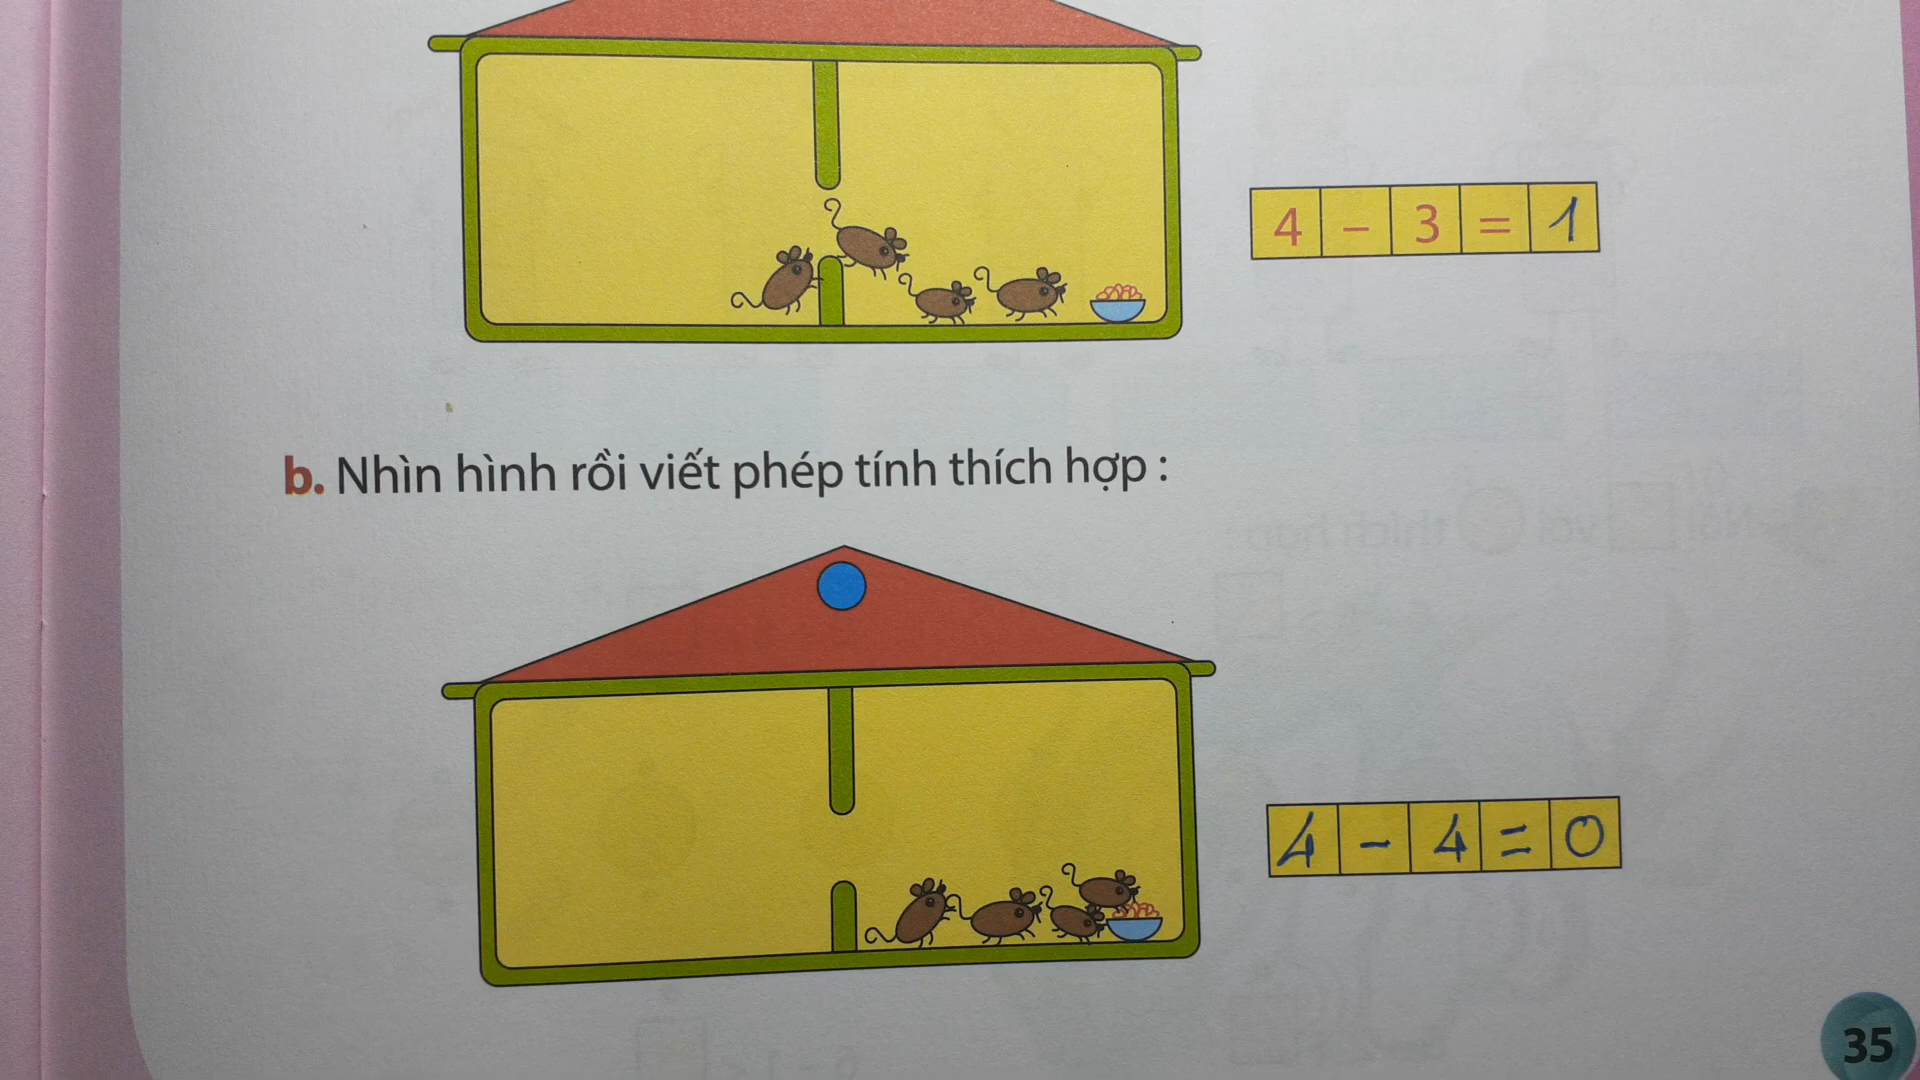 4 – 3 = 1
b. Nhìn hình rồi viết phép tính thích hợp :
4 - 4 = 0
35